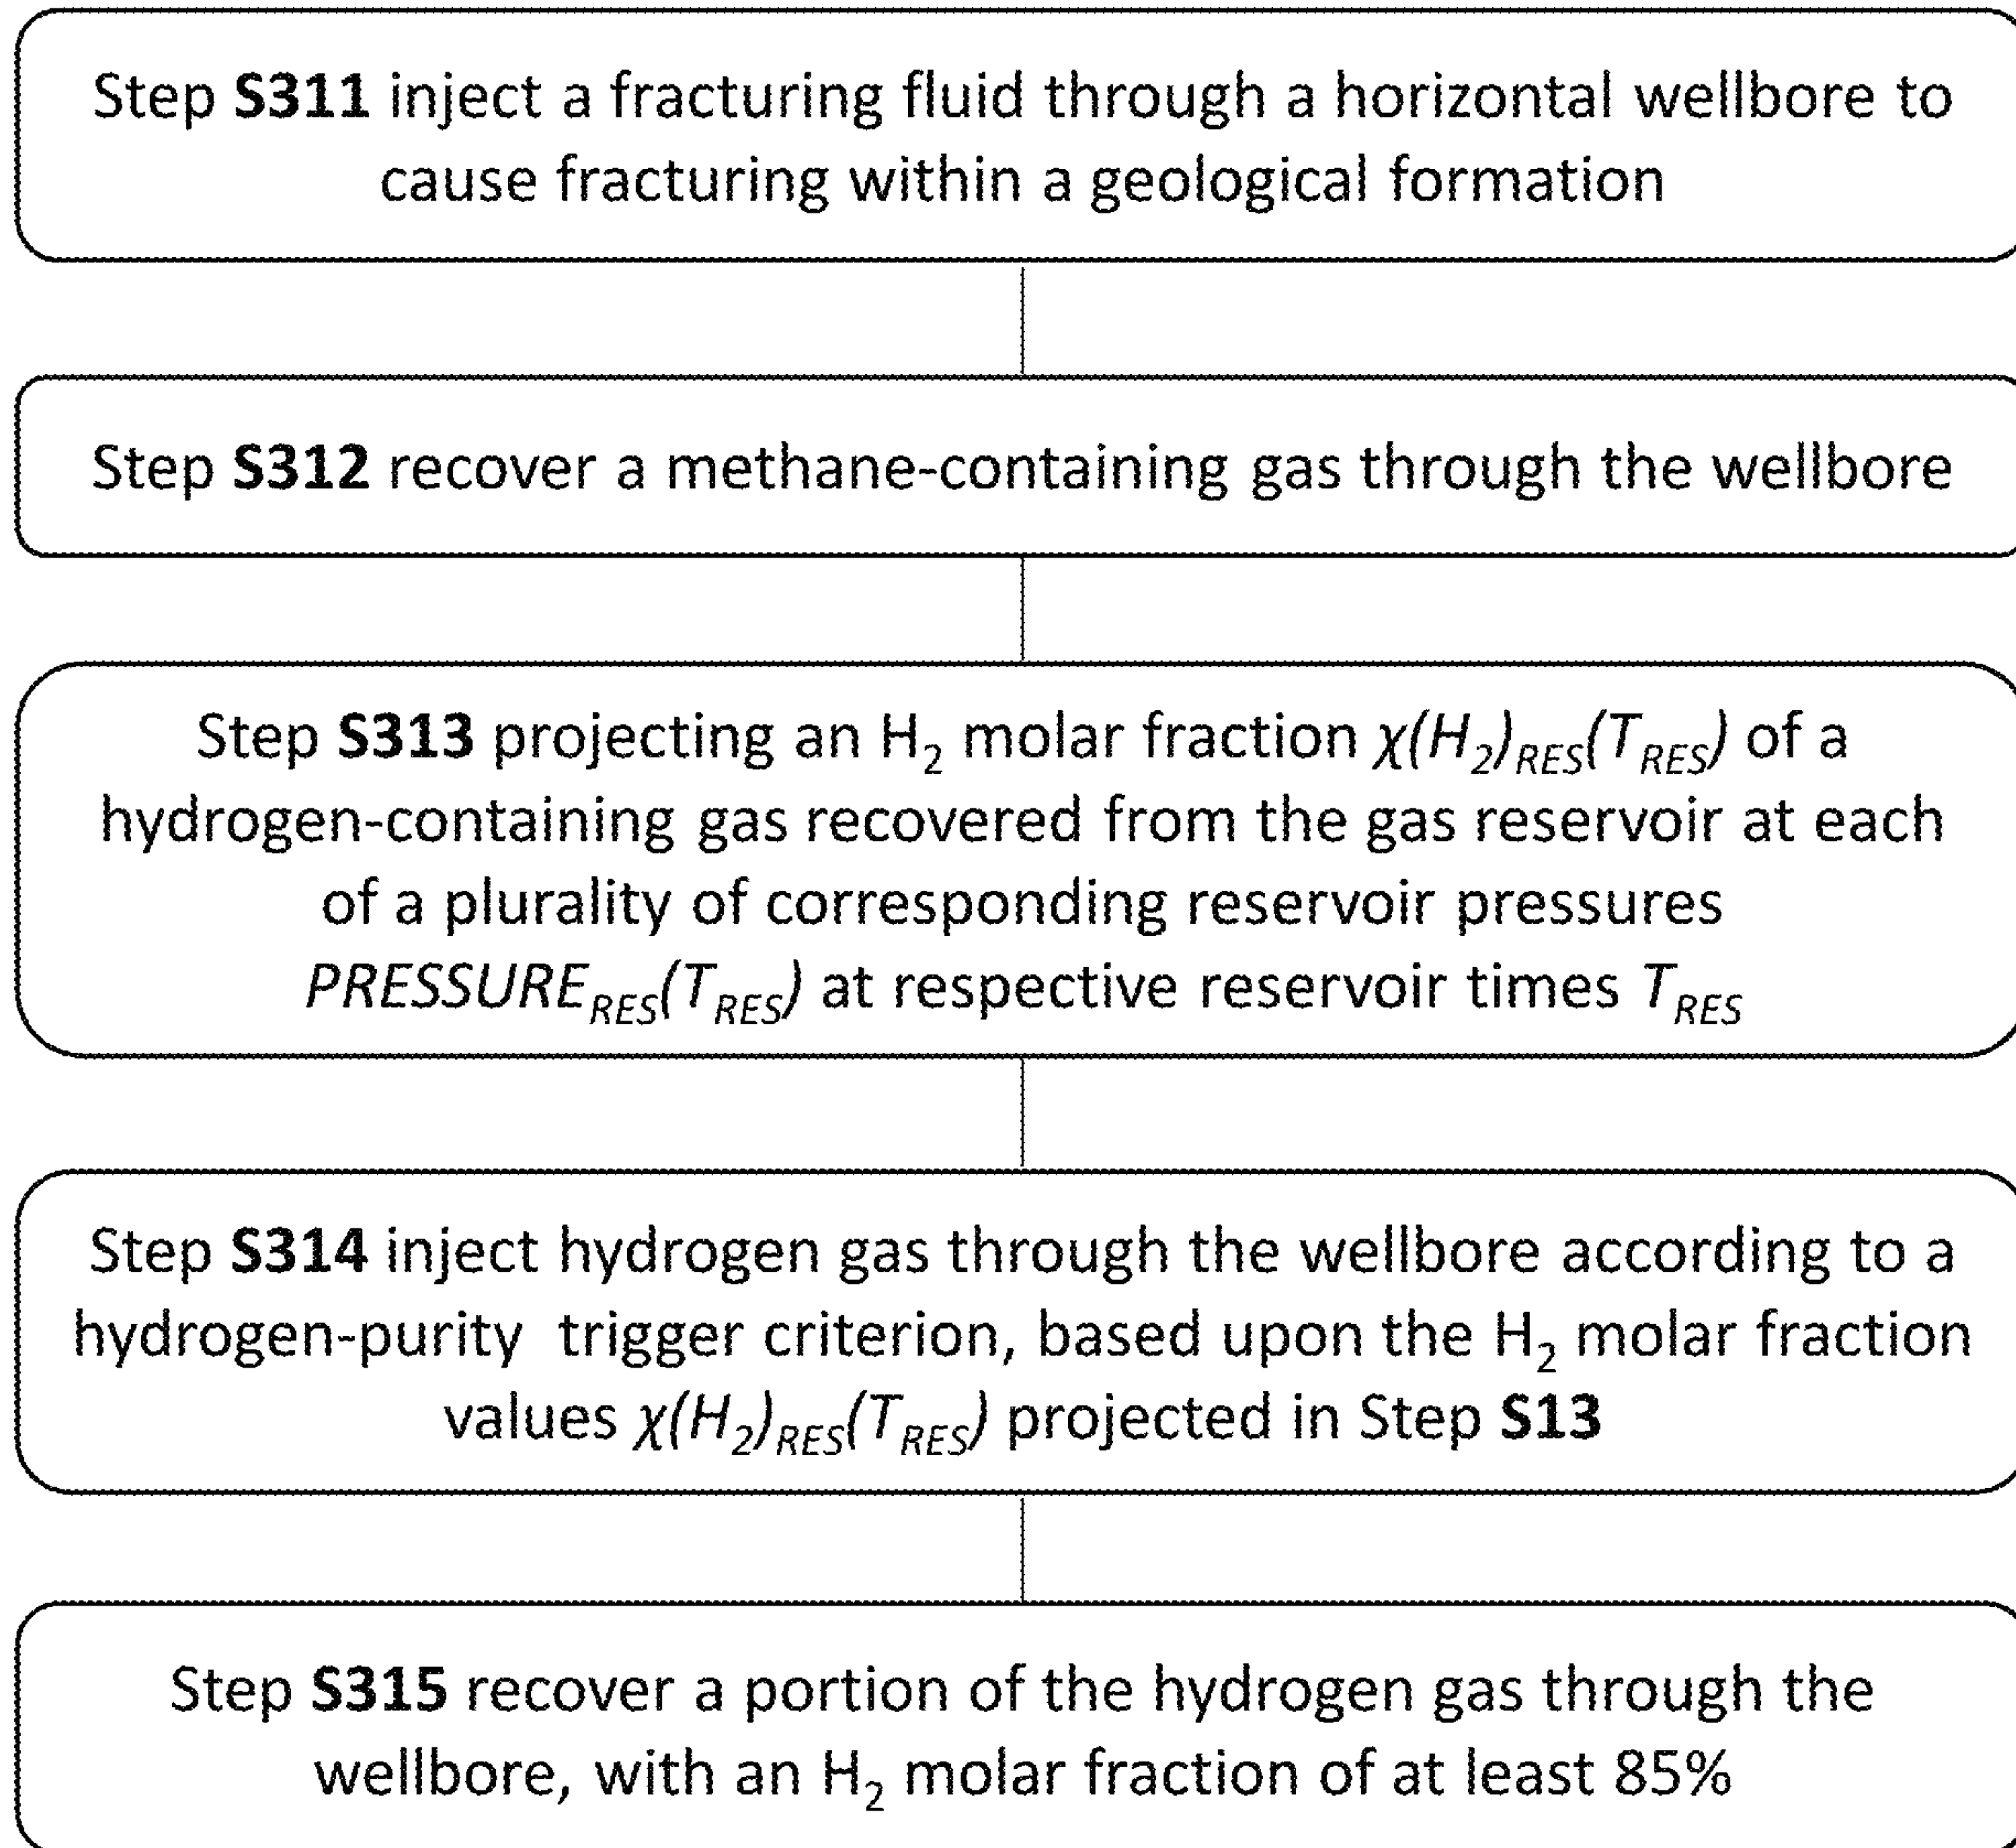 Step S311 inject a fracturing fluid through a horizontal wellbore to
cause fracturing within a geological formation
Step S312 recover a methane-containing gas through the wellbore
Step S313 projecting an H₂ molar fraction χ(H₂)RES(TRES) of a
hydrogen-containing gas recovered from the gas reservoir at each
of a plurality of corresponding reservoir pressures
PRESSURERES(TRES) at respective reservoir times TRES
Step S314 inject hydrogen gas through the wellbore according to a
hydrogen-purity trigger criterion, based upon the H₂ molar fraction
values χ(H₂)RES(TRES) projected in Step S13
Step S315 recover a portion of the hydrogen gas through the
wellbore, with an H₂ molar fraction of at least 85%